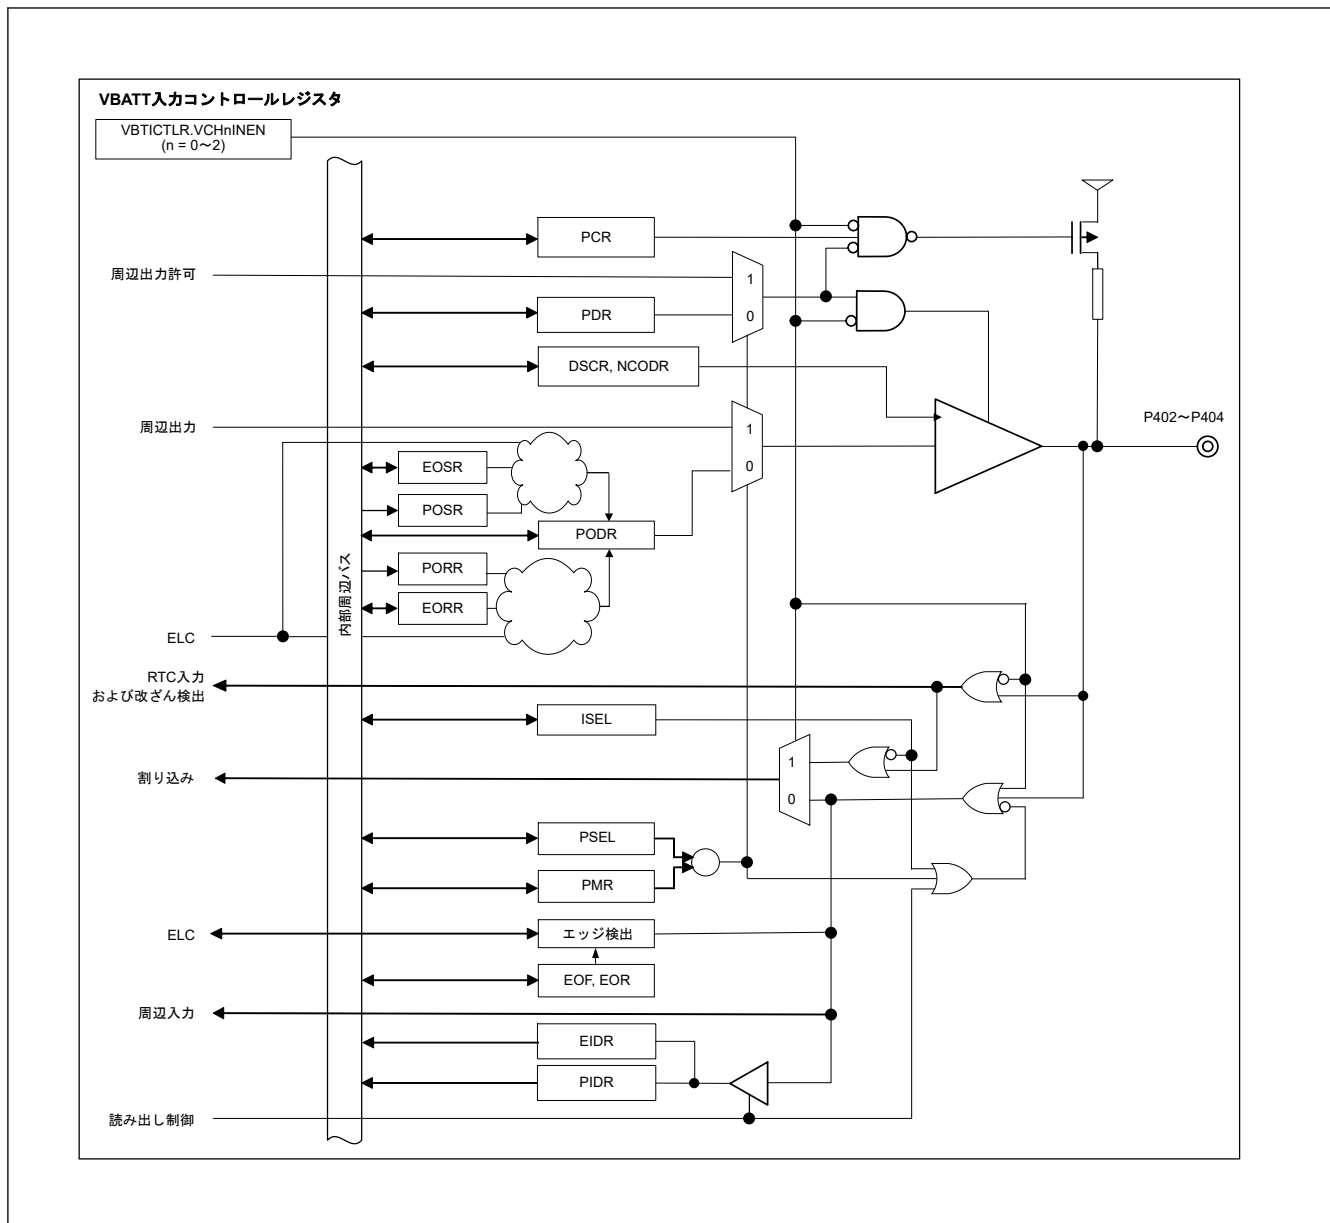 VBATT入力コントロールレジスタ
VBTICTLR.VCHnINEN
(n = 0～2)
PCR
周辺出力許可
1
0
PDR
DSCR, NCODR
P402～P404
周辺出力
1
0
EOSR
POSR
PODR
内部周辺バス
PORR
EORR
ELC
RTC入力
および改ざん検出
ISEL
割り込み
1
0
PSEL
PMR
ELC
エッジ検出
EOF, EOR
周辺入力
EIDR
PIDR
読み出し制御